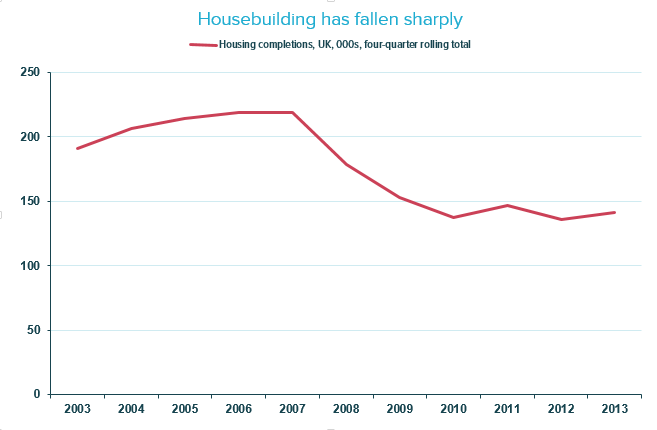 Housebuilding has fallen sharply
Housing completions, UK, 000s, four-quarter rolling total
250
200
150
100
50
0
2003 2004 2005 2006 2007 2008 2009 2010 2011 2012 2013